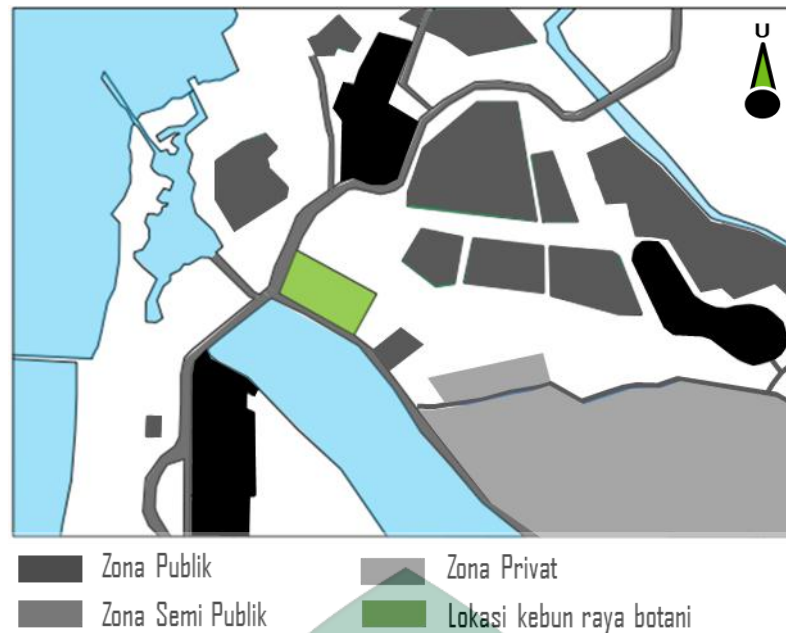 U
Zona Publik
Zona Privat
Zona Semi Publik
Lokasi kebun raya botani